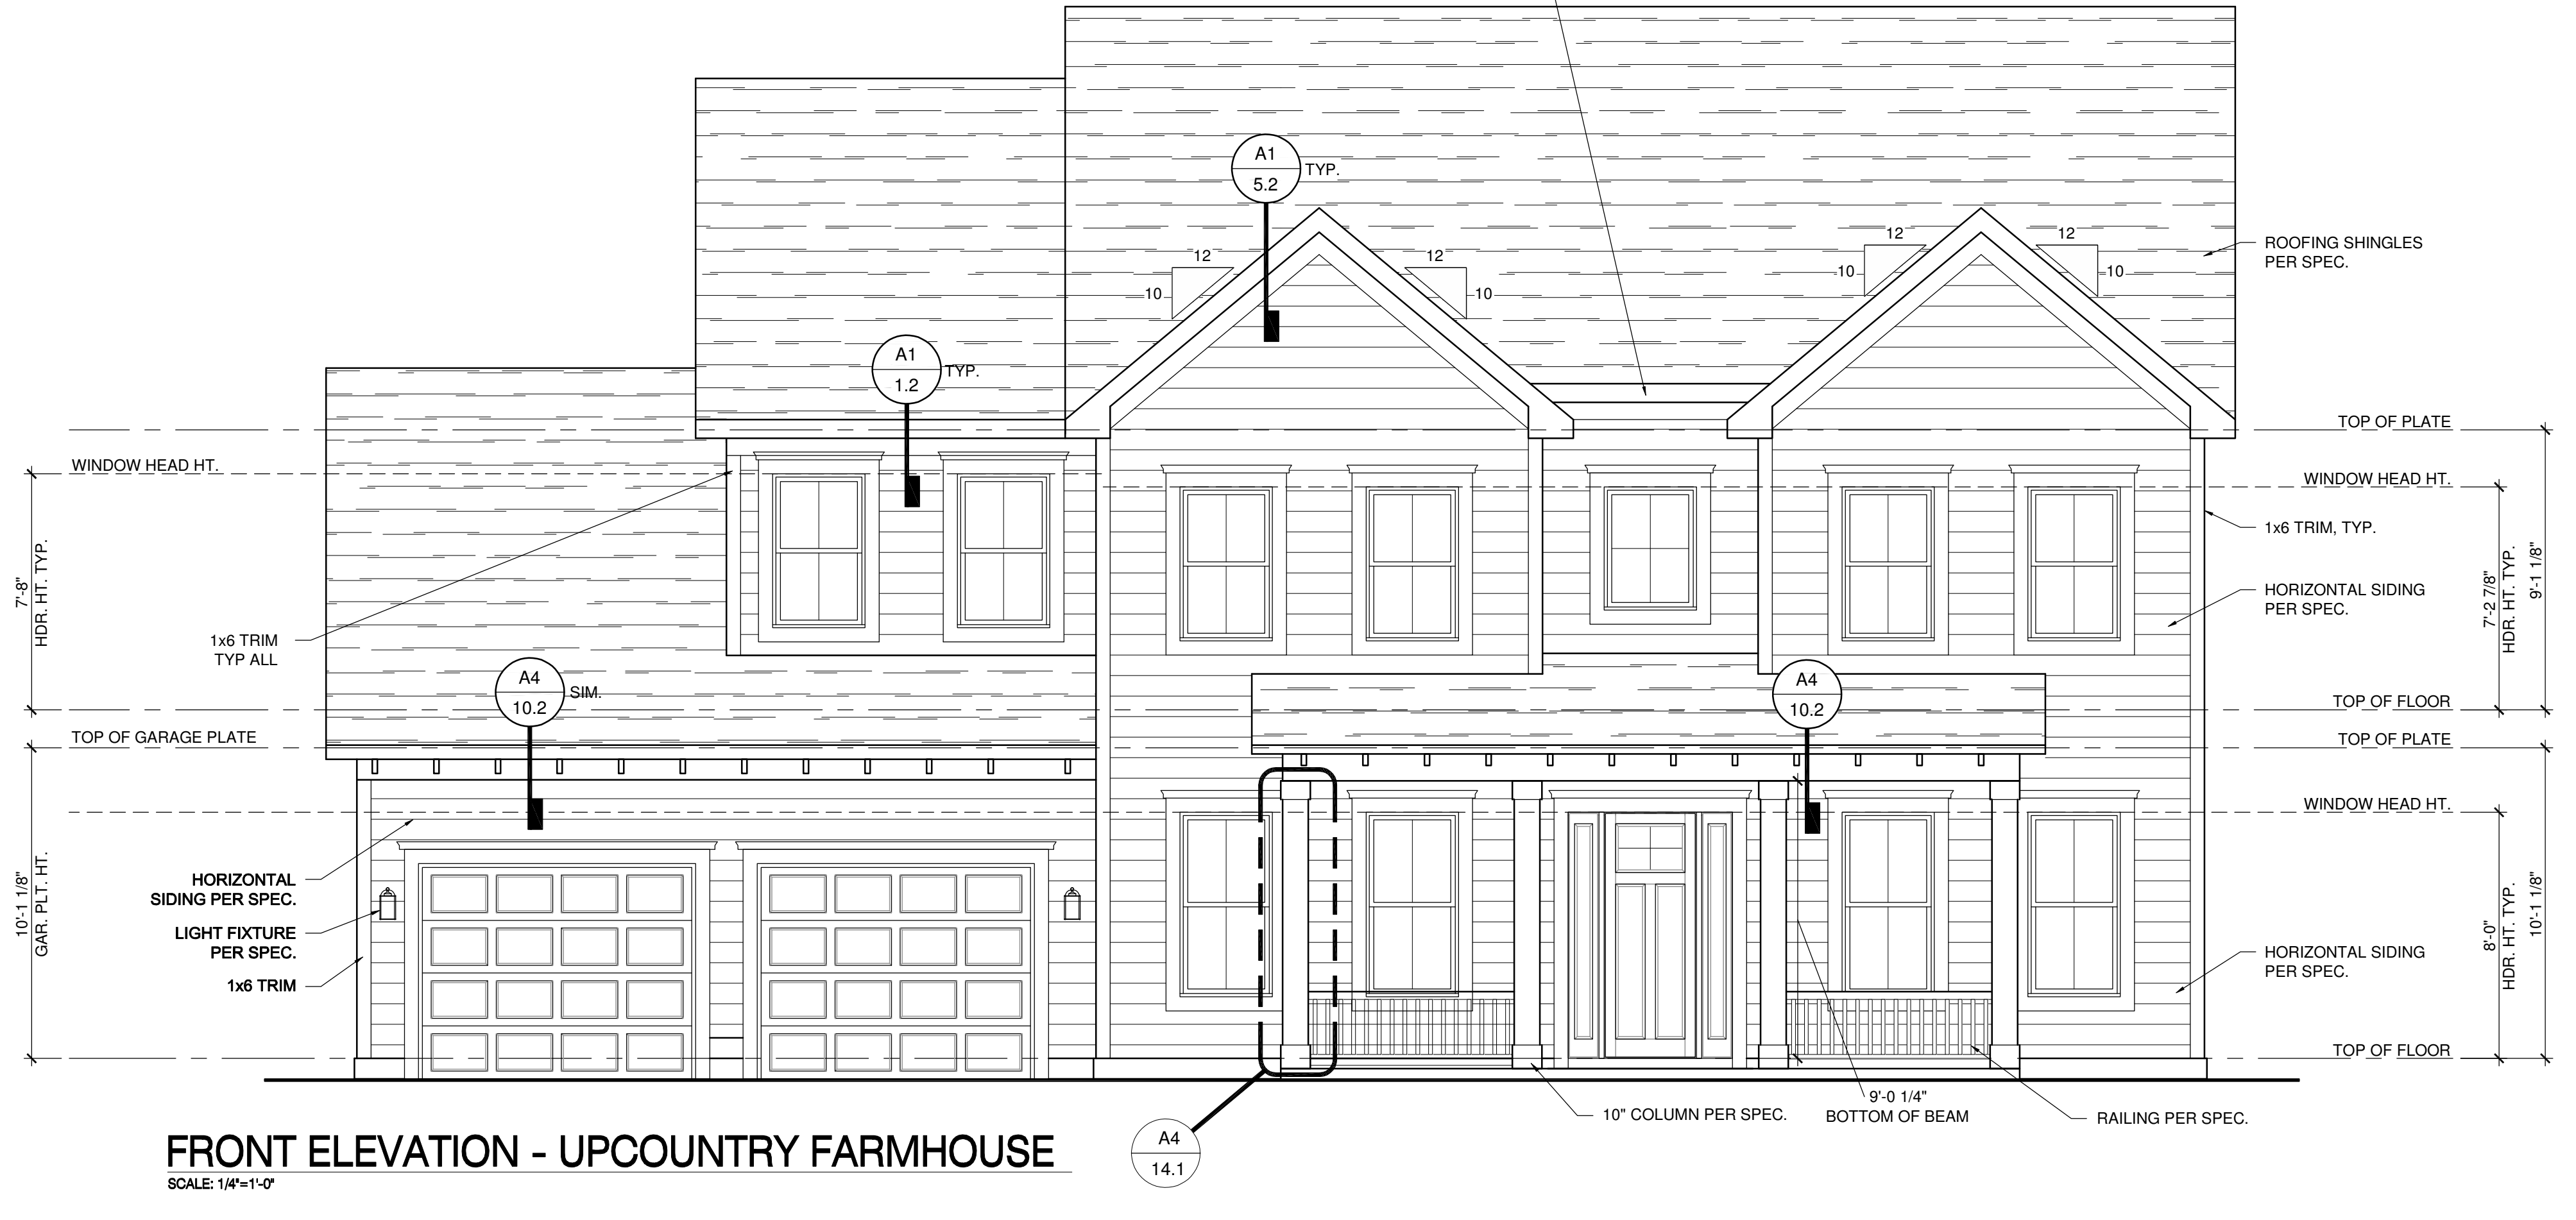 A1
5.2
TYP.
12
10
12
10
12
10
12
10
ROOFING SHINGLES
PER SPEC.
A1
1.2
TYP.
TOP OF PLATE
WINDOW HEAD HT.
WINDOW HEAD HT.
1x6 TRIM, TYP.
7'-8"
HDR. HT. TYP.
7'-2 7/8"
HDR. HT. TYP.
9'-1 1/8"
HORIZONTAL SIDING
PER SPEC.
1x6 TRIM
TYP ALL
A4
10.2
SIM.
A4
10.2
TOP OF FLOOR
TOP OF GARAGE PLATE
TOP OF PLATE
WINDOW HEAD HT.
10'-1 1/8"
GAR. PLT. HT.
HORIZONTAL
SIDING PER SPEC.
LIGHT FIXTURE
PER SPEC.
1x6 TRIM
8'-0"
HDR. HT. TYP.
10'-1 1/8"
HORIZONTAL SIDING
PER SPEC.
TOP OF FLOOR
9'-0 1/4"
BOTTOM OF BEAM
10" COLUMN PER SPEC.
RAILING PER SPEC.
A4
14.1
FRONT ELEVATION - UPCOUNTRY FARMHOUSE
SCALE: 1/4"=1'-0"